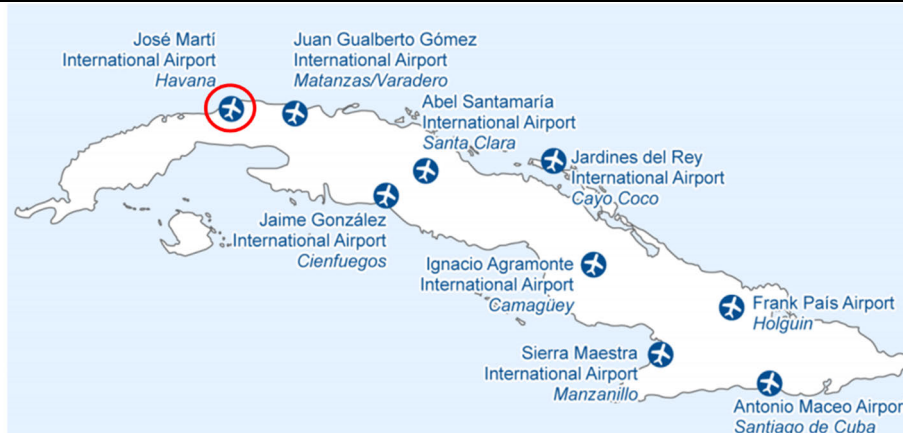 José Martí
International Airport
Havana
Juan Gualberto Gómez
International Airport
Matanzas/Varadero
Abel Santamaría
International Airport
Santa Clara
Jardines del Rey
International Airport
Cayo Coco
Jaime González
International Airport
Cienfuegos
Ignacio Agramonte
International Airport
Camagüey
Frank País Airport
Holguin
Sierra Maestra
International Airport
Manzanillo
Antonio Maceo Airpor
Santiago de Cuba